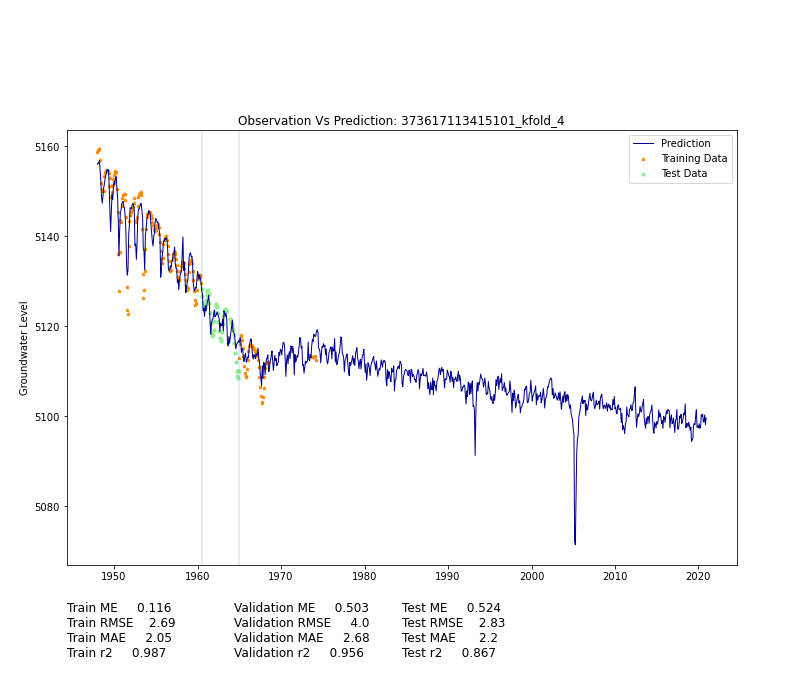 Observation Vs Prediction: 373617113415101_kfold_4
Prediction
Training Data
Test Data
Groundwater Level
5160
5140
5120
5100
5080
1950 1960 1970 1980 1990 2000 2010 2020
Train ME 0.116 Validation ME 0.503 Test ME 0.524
Train RMSE 2.69 Validation RMSE 4.0 Test RMSE 2.83
Train MAE 2.05 Validation MAE 2.68 Test MAE 2.2
Train r2 0.987 Validation r2 0.956 Test r2 0.867